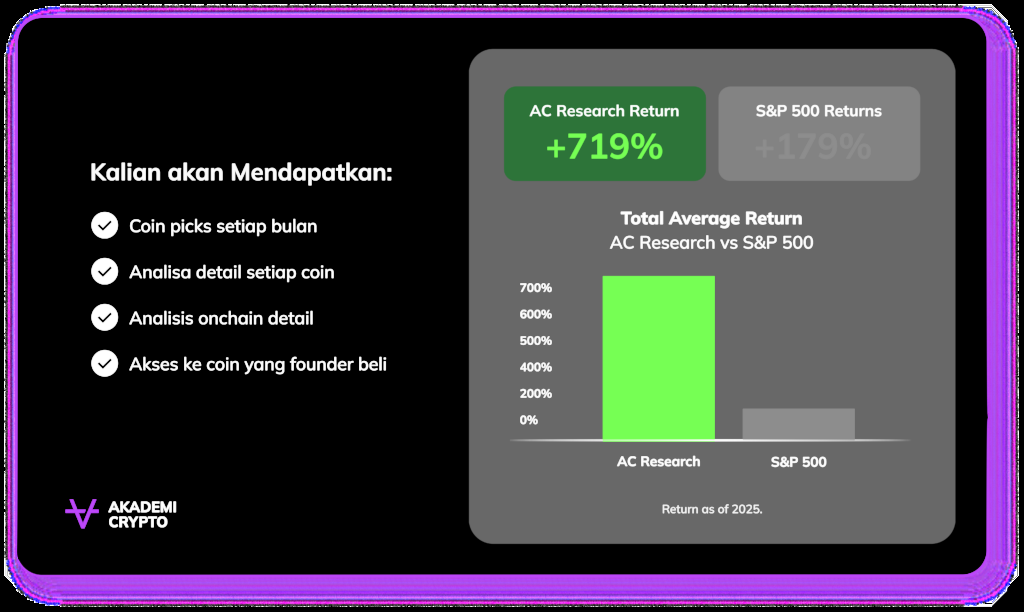 Kalian akan Mendapatkan:
Coin picks setiap bulan
Analisa detail setiap coin
Analisis onchain detail
Akses ke coin yang founder beli
AKADEMI
CRYPTO
AC Research Return
+719%
S&P 500 Returns
+179%
Total Average Return
AC Research vs S&P 500
700%
600%
500%
400%
200%
0%
AC Research
S&P 500
Return as of 2025.